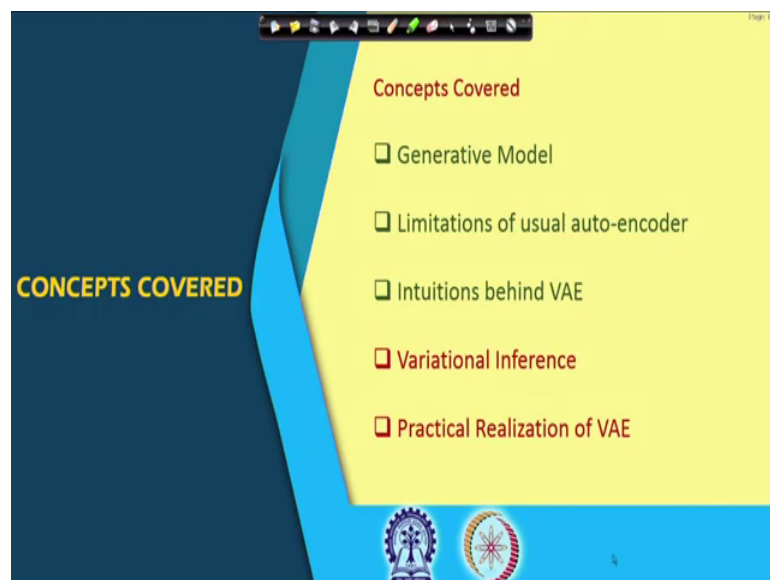 CONCEPTS COVERED
Concepts Covered
Generative Model
Limitations of usual auto-encoder
Intuitions behind VAE
Variational Inference
Practical Realization of VAE